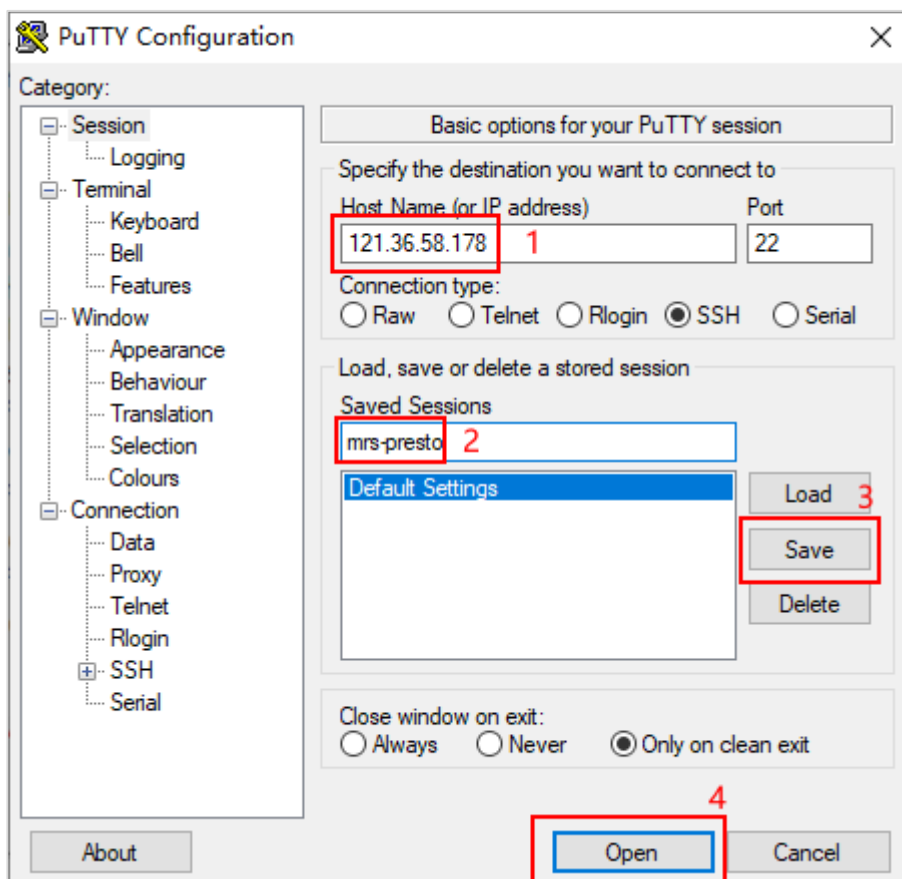 PuTTY Configuration
Category:
Session
Logging
Terminal
Keyboard
Bell
Features
Window
Appearance
Behaviour
Translation
Selection
Colours
Connection
Data
Proxy
Telnet
Rlogin
SSH
Serial
Basic options for your PuTTY session
Specify the destination you want to connect to
Host Name (or IP address) Port
121.36.58.178 1 22
Connection type:
Raw Telnet Rlogin SSH Serial
Load, save or delete a stored session
Saved Sessions
mrs-presto 2
Default Settings
Load 3
Save
Delete
Close window on exit:
Always Never Only on clean exit
4
About Open Cancel